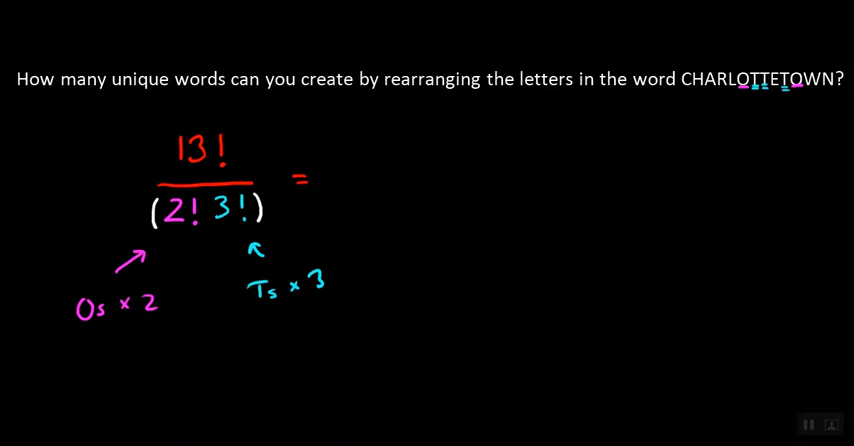 How many unique words can you create by rearranging the letters in the word CHARLOTTETOWN?
13!
=
(2! 3!)
Os × 2
Ts × 3